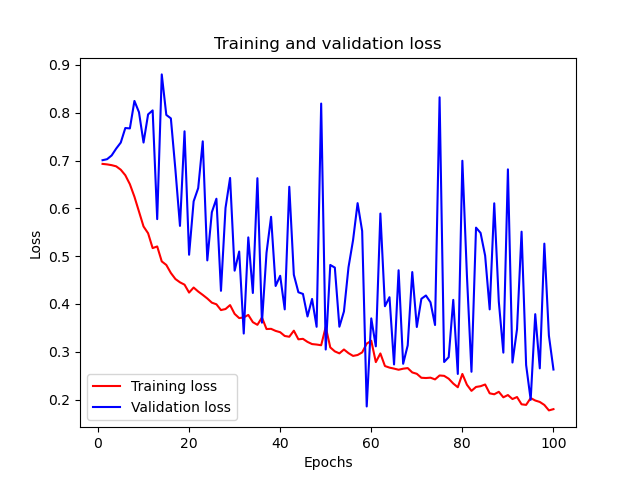 Training and validation loss
Loss
0.9
0.8
0.7
0.6
0.5
0.4
0.3
0.2
Training loss
Validation loss
0 20 40 60 80 100
Epochs